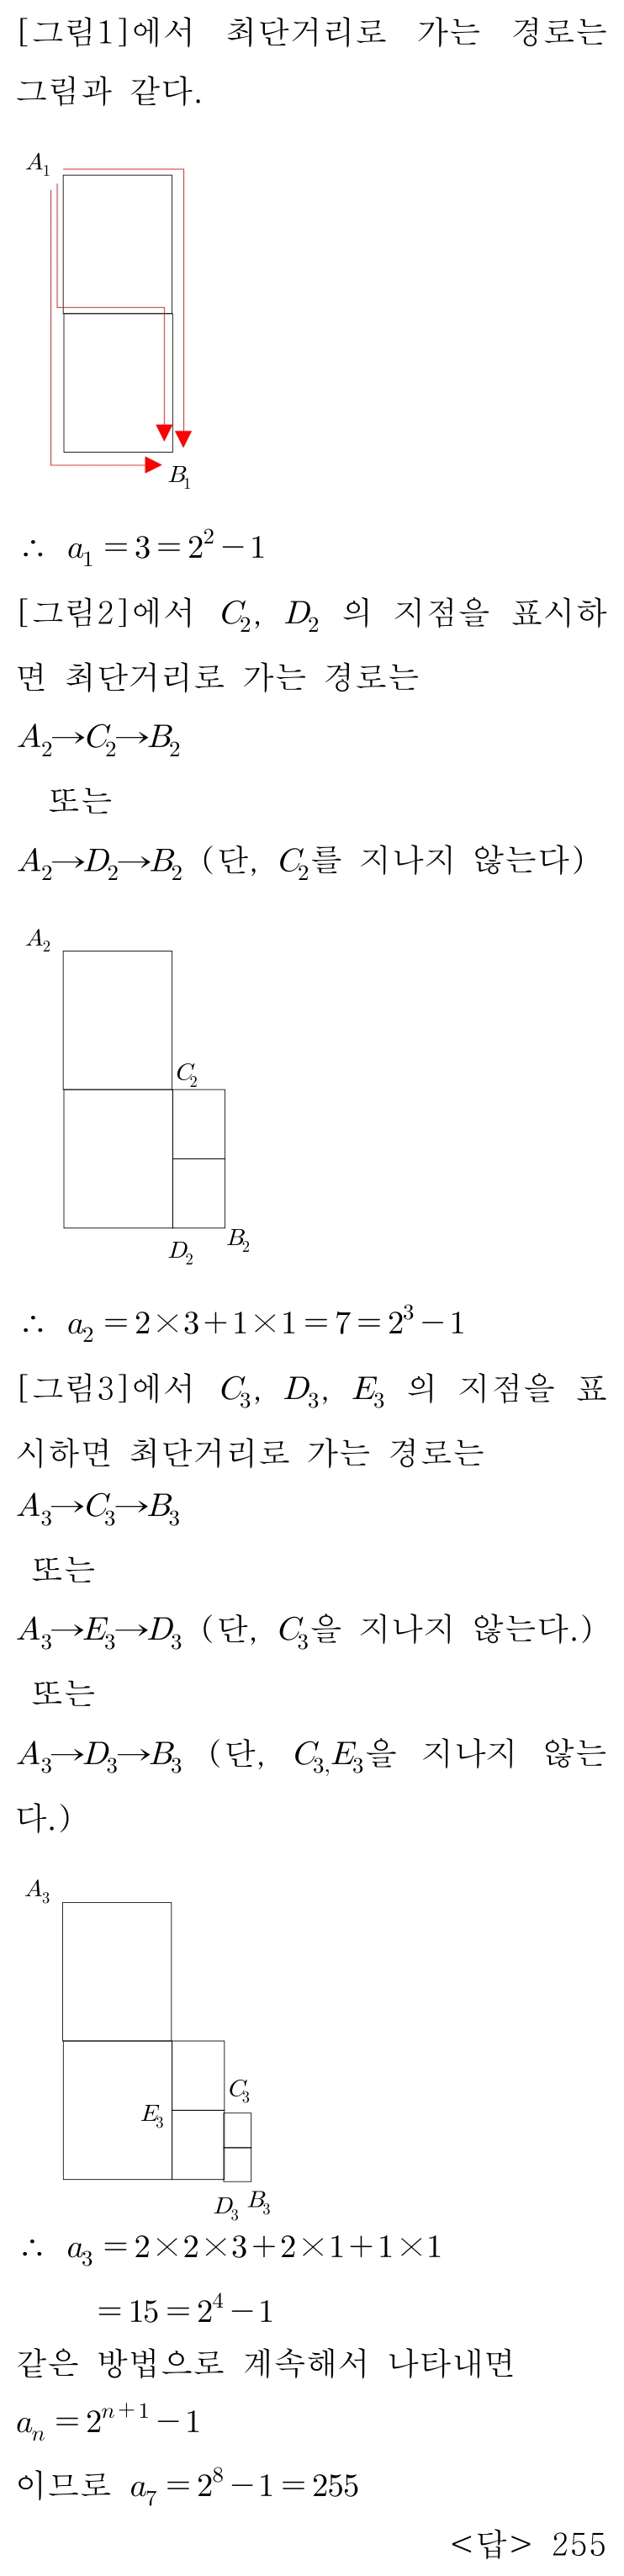 [그림1]에서 최단거리로 가는 경로는
그림과 같다.
A₁
B₁
∴ a₁ = 3 = 2² − 1
[그림2]에서 C₂, D₂ 의 지점을 표시하
면 최단거리로 가는 경로는
A₂→C₂→B₂
또는
A₂→D₂→B₂ (단, C₂를 지나지 않는다)
A₂
C₂
B₂
D₂
∴ a₂ = 2×3+1×1 = 7 = 2³ − 1
[그림3]에서 C₃, D₃, E₃ 의 지점을 표
시하면 최단거리로 가는 경로는
A₃→C₃→B₃
또는
A₃→E₃→D₃ (단, C₃을 지나지 않는다.)
또는
A₃→D₃→B₃ (단, C₃,E₃을 지나지 않는
다.)
A₃
C₃
E₃
D₃ B₃
∴ a₃ = 2×2×3+2×1+1×1
= 15 = 2⁴ − 1
같은 방법으로 계속해서 나타내면
aₙ = 2ⁿ⁺¹ − 1
이므로 a₇ = 2⁸ − 1 = 255
<답> 255